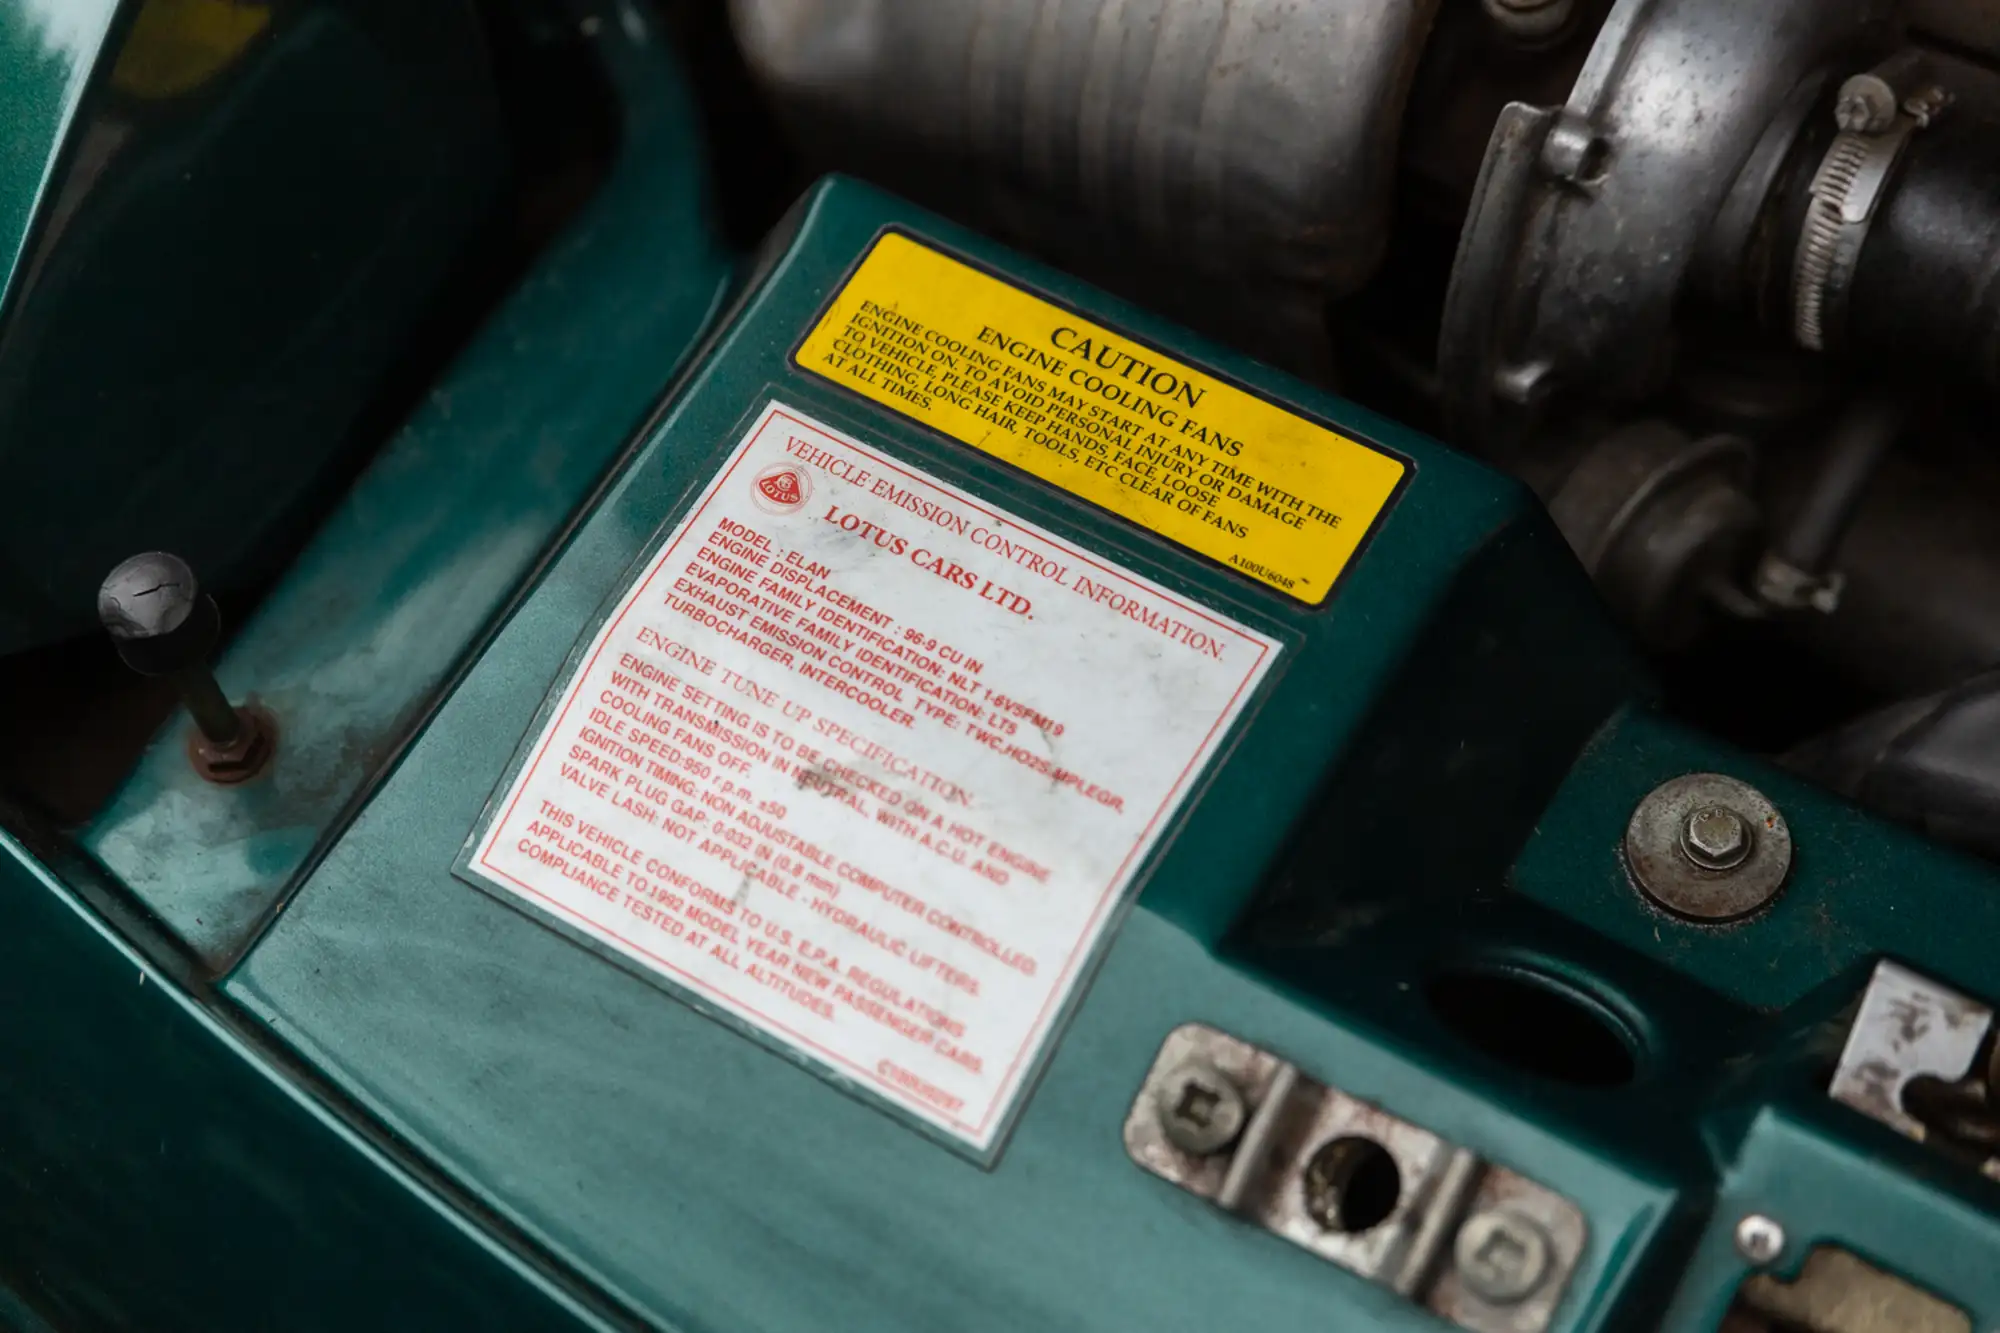 CAUTION
ENGINE COOLING FANS
ENGINE COOLING FANS MAY START AT ANY TIME WITH THE
IGNITION ON. TO AVOID PERSONAL INJURY OR DAMAGE
TO VEHICLE, PLEASE KEEP HANDS, FACE, LOOSE
CLOTHING, LONG HAIR, TOOLS, ETC CLEAR OF FANS
AT ALL TIMES.
A100U6048
VEHICLE EMISSION CONTROL INFORMATION.
LOTUS
LOTUS CARS LTD.
MODEL : ELAN
ENGINE DISPLACEMENT : 96·9 CU IN
ENGINE FAMILY IDENTIFICATION: NLT 1·6V5FM19
EVAPORATIVE FAMILY IDENTIFICATION: LT5
EXHAUST EMISSION CONTROL TYPE: TWC,HO2S,MPI,EGR,
TURBOCHARGER, INTERCOOLER.
ENGINE TUNE UP SPECIFICATION.
ENGINE SETTING IS TO BE CHECKED ON A HOT ENGINE
WITH TRANSMISSION IN NEUTRAL, WITH A.C.U. AND
COOLING FANS OFF.
IDLE SPEED:950 r.p.m. ±50
IGNITION TIMING: NON ADJUSTABLE COMPUTER CONTROLLED.
SPARK PLUG GAP: 0·032 IN (0.8 mm)
VALVE LASH: NOT APPLICABLE - HYDRAULIC LIFTERS.
THIS VEHICLE CONFORMS TO U.S. E.P.A. REGULATIONS
APPLICABLE TO 1992 MODEL YEAR NEW PASSENGER CARS.
COMPLIANCE TESTED AT ALL ALTITUDES.